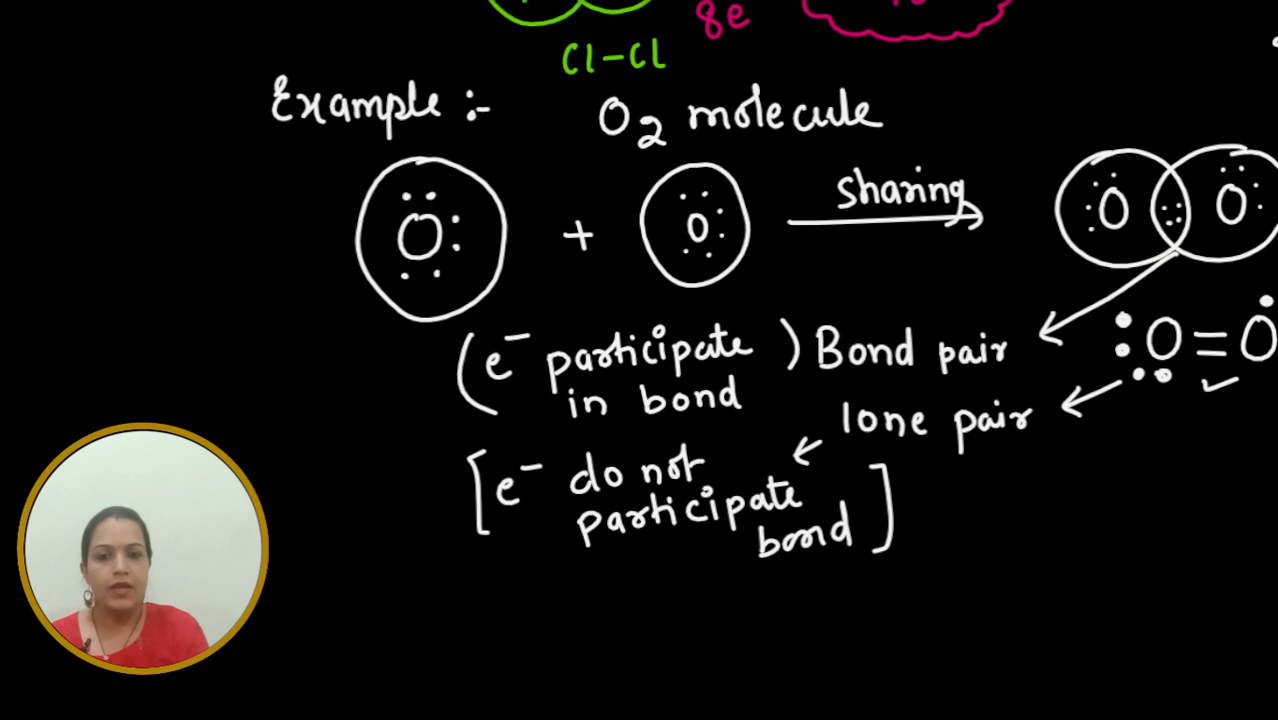 8e
Cl-Cl
Example :- O2 molecule
O + O sharing O O
(e- participate in bond) Bond pair
:O=O
lone pair
[e- do not participate bond]